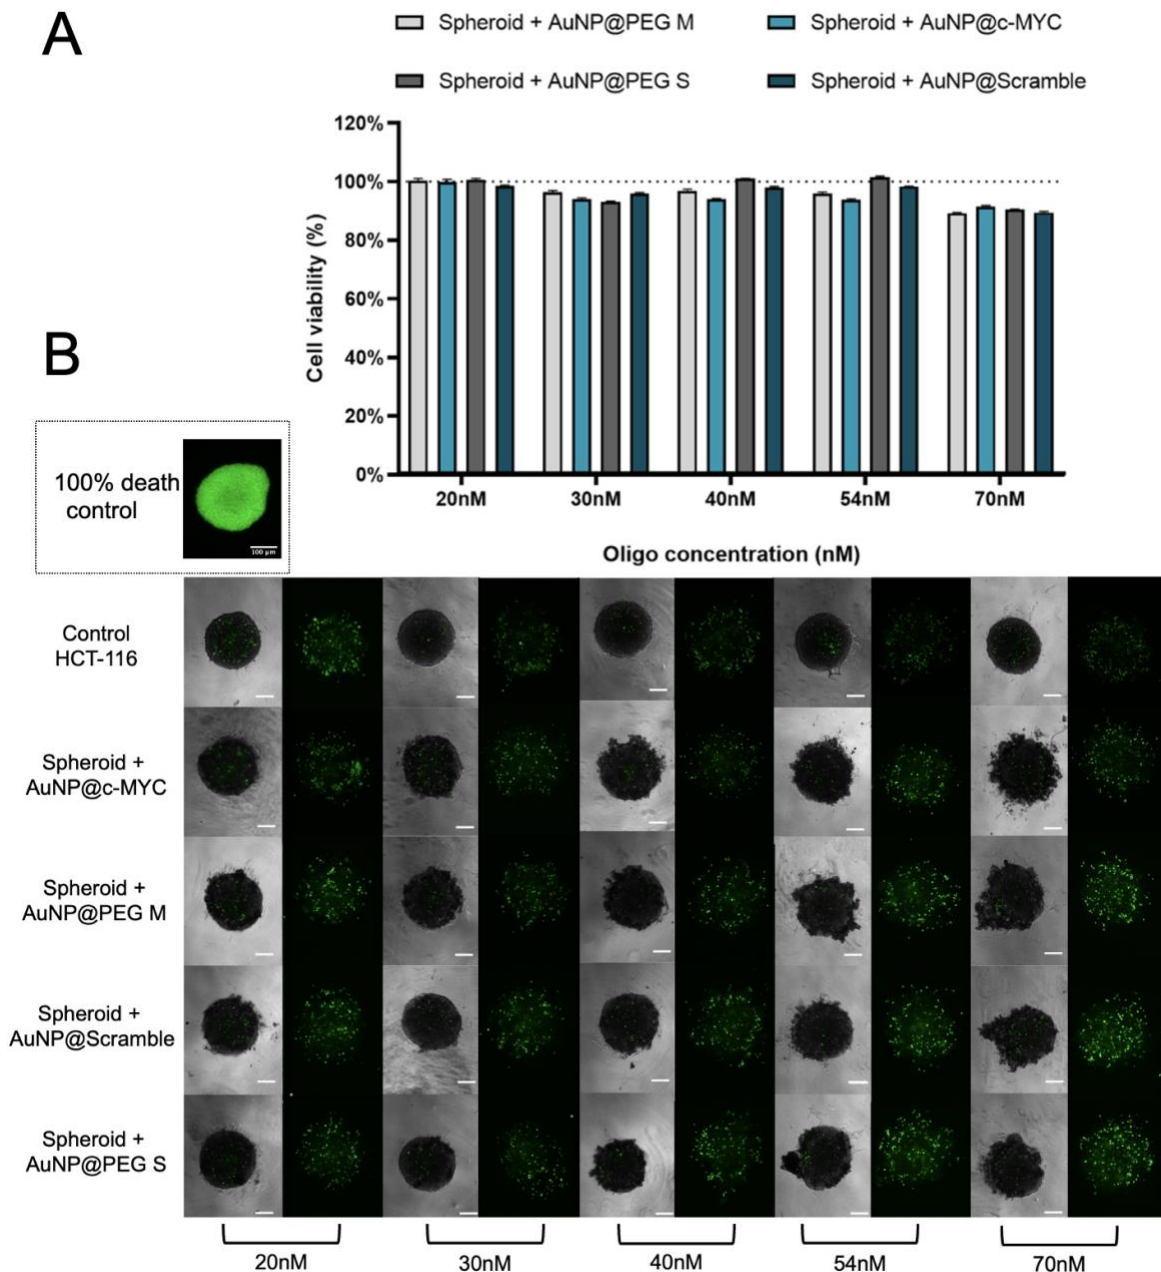 A
Spheroid + AuNP@PEG M
Spheroid + AuNP@c-MYC
Spheroid + AuNP@PEG S
Spheroid + AuNP@Scramble
120%
100%
80%
60%
40%
20%
0%
Cell viability (%)
20nM
30nM
40nM
54nM
70nM
Oligo concentration (nM)
B
100% death
control
100 µm
Control
HCT-116
Spheroid +
AuNP@c-MYC
Spheroid +
AuNP@PEG M
Spheroid +
AuNP@Scramble
Spheroid +
AuNP@PEG S
20nM
30nM
40nM
54nM
70nM